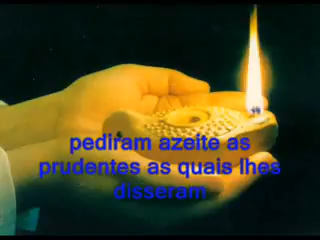 pediram azeite as
prudentes as quais lhes
disseram